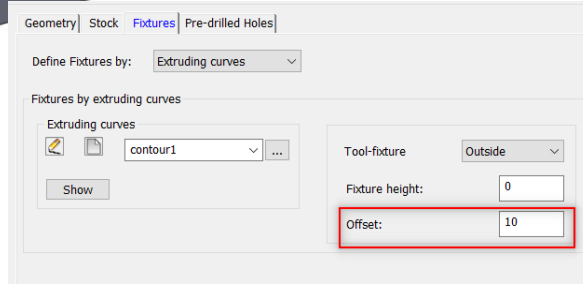 Geometry Stock Fixtures Pre-drilled Holes
Define Fixtures by: Extruding curves
Fixtures by extruding curves
Extruding curves
contour1 ...
Show
Tool-fixture Outside
Fixture height: 0
Offset: 10